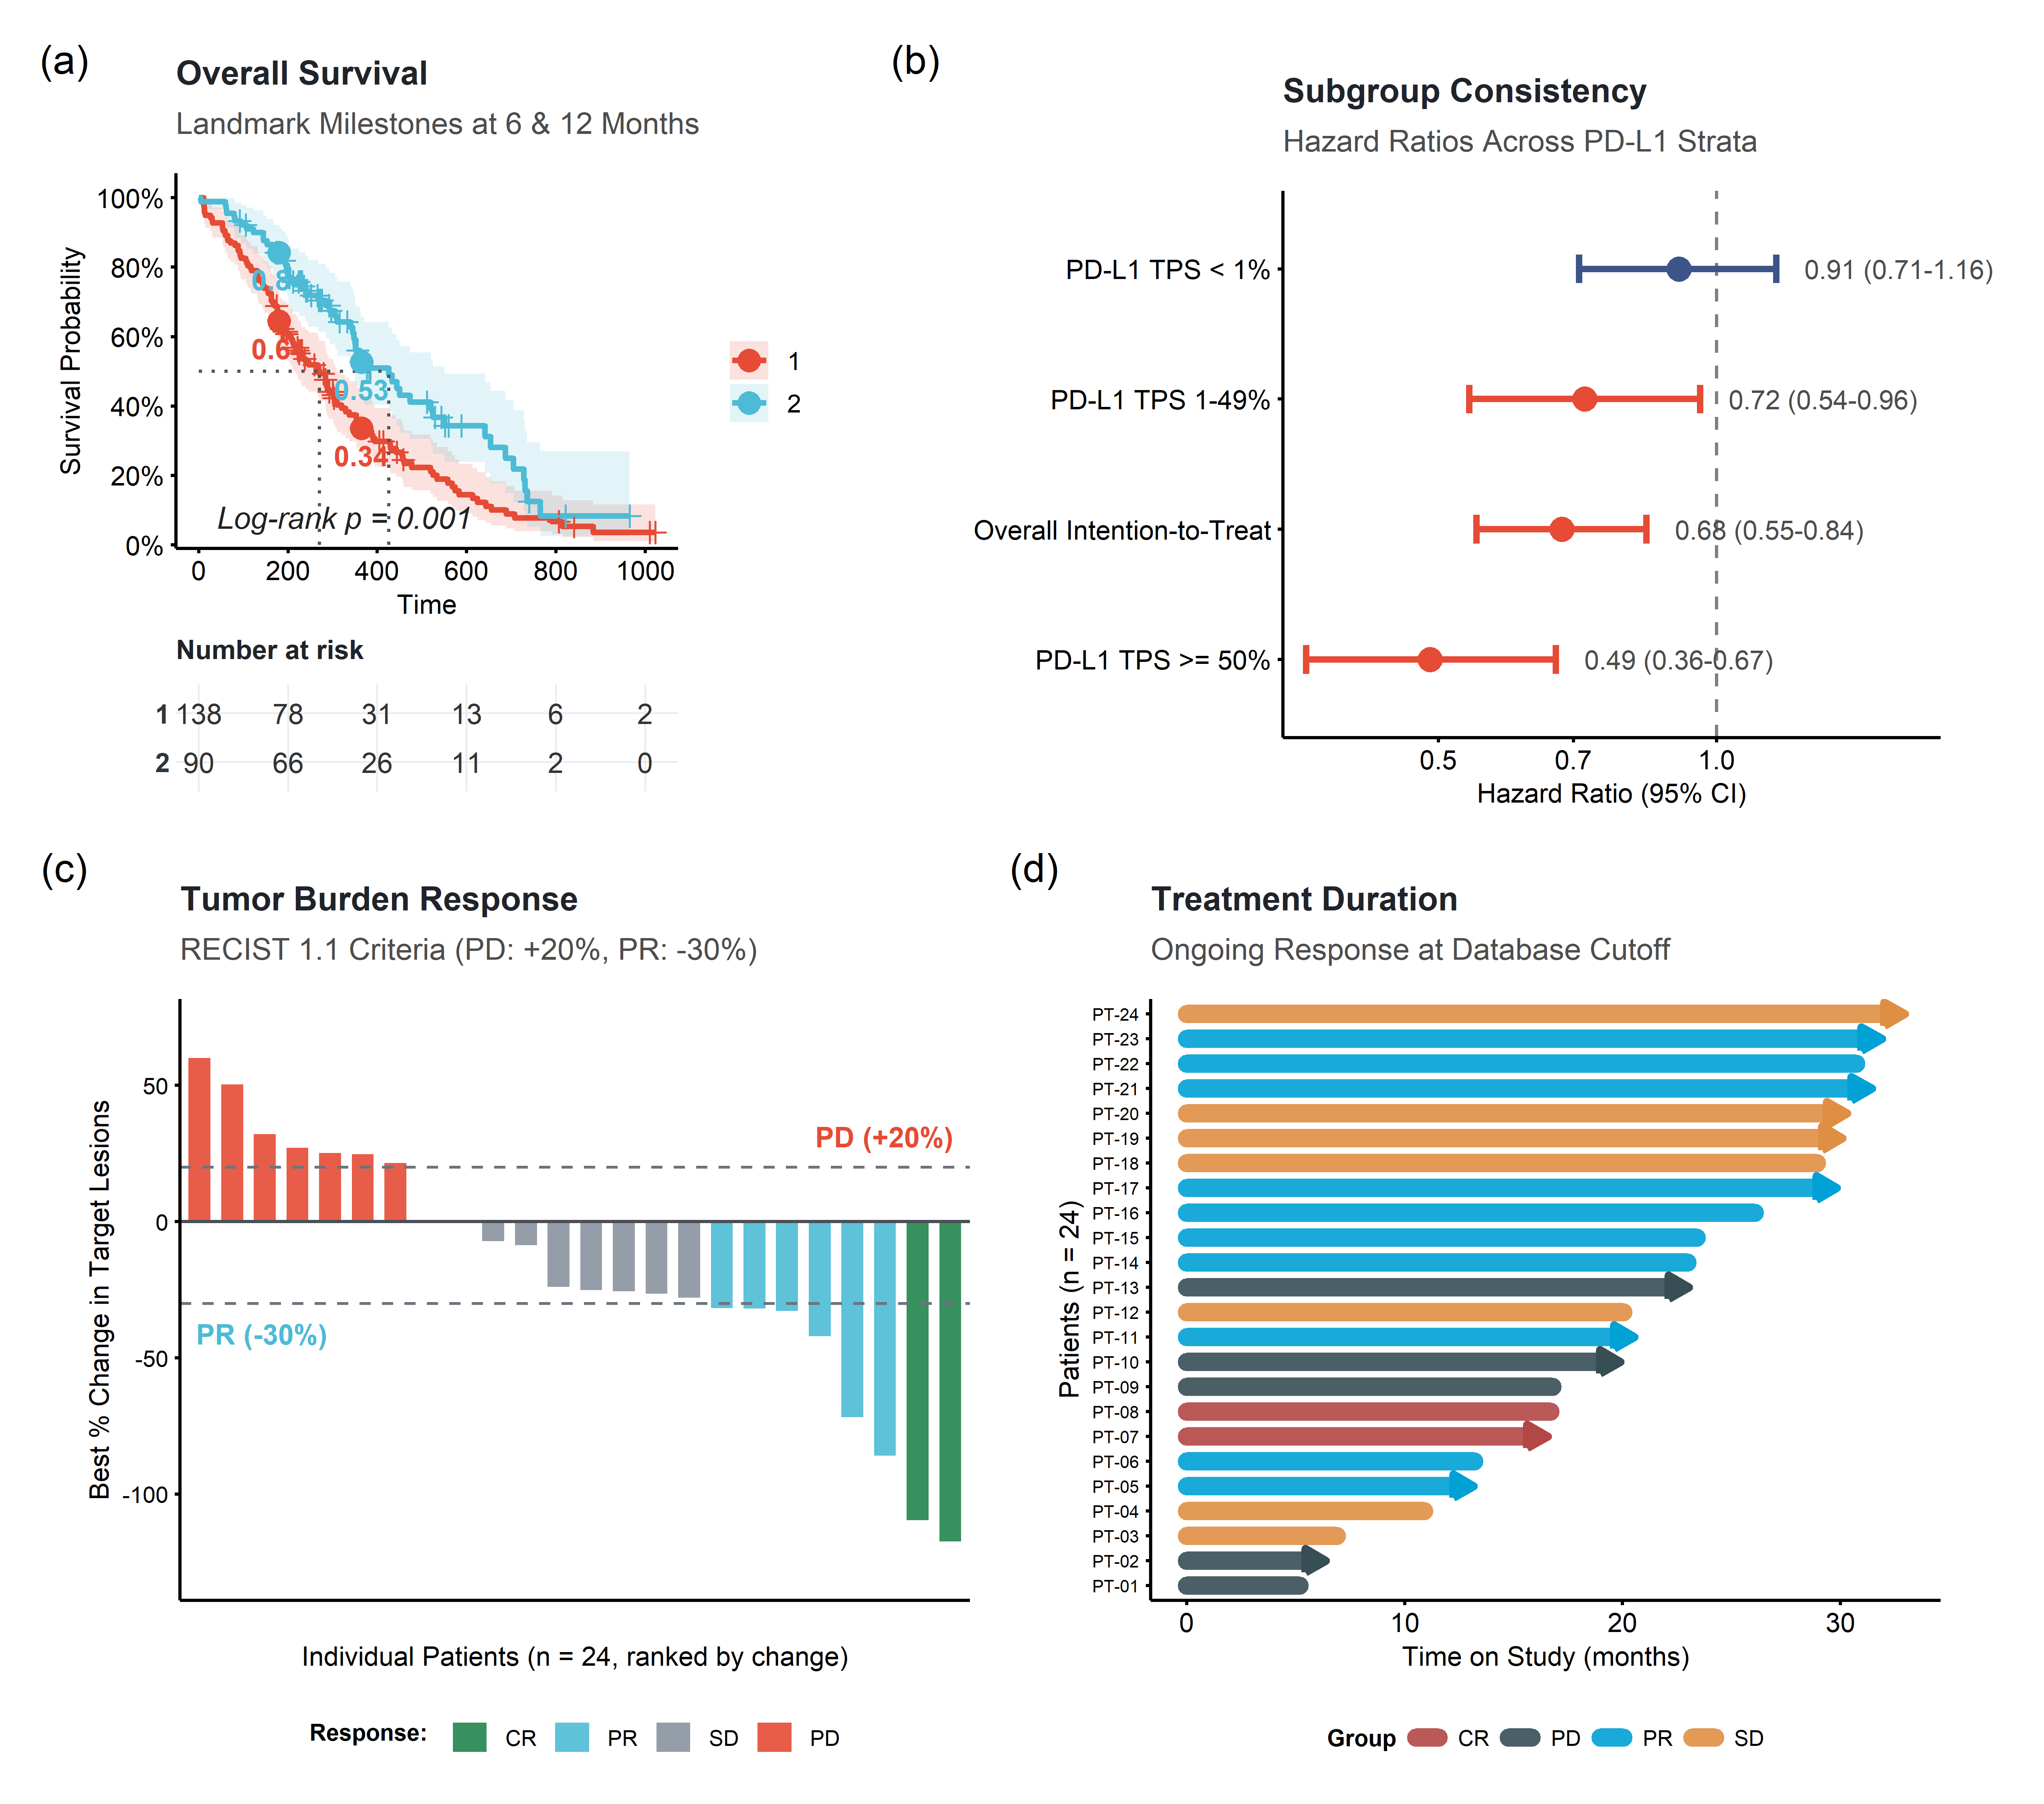 (a)
Overall Survival
Landmark Milestones at 6 & 12 Months
Survival Probability
100%
80%
60%
40%
20%
0%
0.8
0.6
0.53
0.34
Log-rank p = 0.001
0 200 400 600 800 1000
Time
1
2
Number at risk
1 138 78 31 13 6 2
2 90 66 26 11 2 0
(b)
Subgroup Consistency
Hazard Ratios Across PD-L1 Strata
PD-L1 TPS < 1% 0.91 (0.71-1.16)
PD-L1 TPS 1-49% 0.72 (0.54-0.96)
Overall Intention-to-Treat 0.68 (0.55-0.84)
PD-L1 TPS >= 50% 0.49 (0.36-0.67)
0.5 0.7 1.0
Hazard Ratio (95% CI)
(c)
Tumor Burden Response
RECIST 1.1 Criteria (PD: +20%, PR: -30%)
Best % Change in Target Lesions
50
0
-50
-100
PD (+20%)
PR (-30%)
Individual Patients (n = 24, ranked by change)
Response: CR PR SD PD
(d)
Treatment Duration
Ongoing Response at Database Cutoff
Patients (n = 24)
PT-24
PT-23
PT-22
PT-21
PT-20
PT-19
PT-18
PT-17
PT-16
PT-15
PT-14
PT-13
PT-12
PT-11
PT-10
PT-09
PT-08
PT-07
PT-06
PT-05
PT-04
PT-03
PT-02
PT-01
0 10 20 30
Time on Study (months)
Group CR PD PR SD